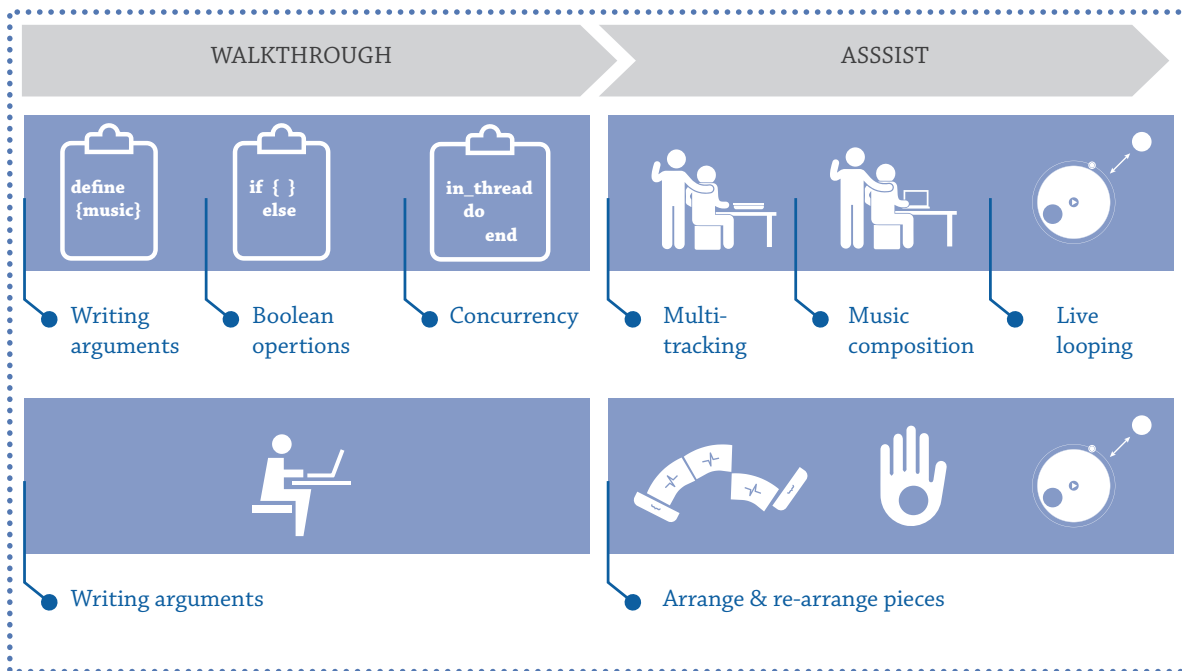 WALKTHROUGH
ASSSIST
define
{music}
if { }
else
in_thread
do
end
Writing
arguments
Boolean
opertions
Concurrency
Multi-
tracking
Music
composition
Live
looping
Writing arguments
Arrange & re-arrange pieces